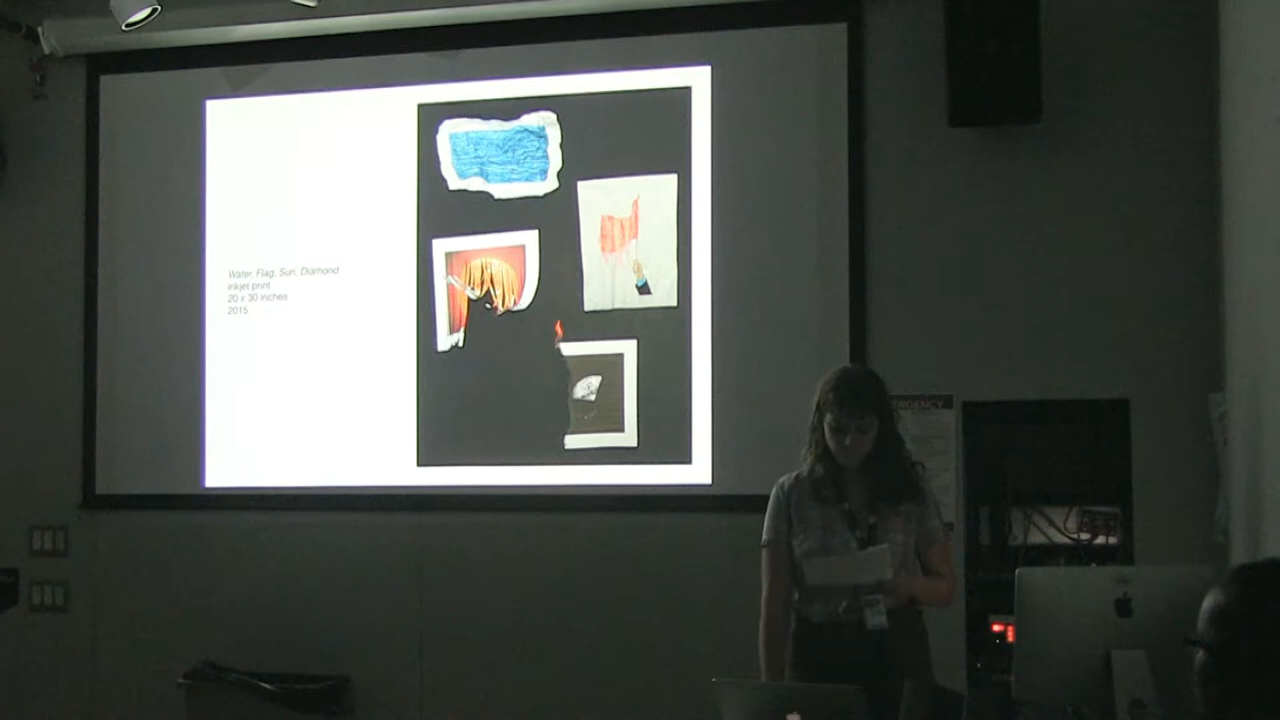 Water, Flag, Sun, Diamond
inkjet print
20 x 30 inches
2015